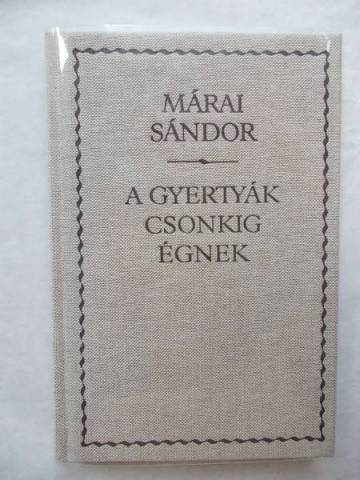 MÁRAI
SÁNDOR
A GYERTYÁK
CSONKIG
ÉGNEK